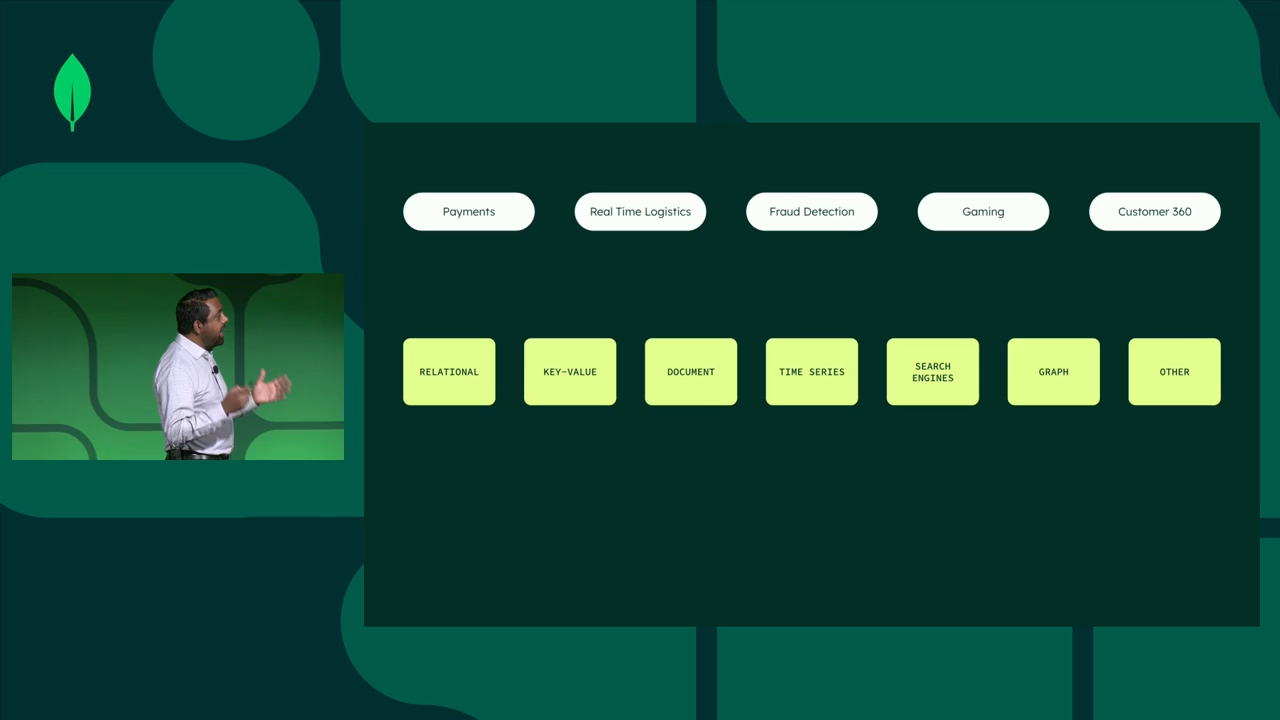 Payments
Real Time Logistics
Fraud Detection
Gaming
Customer 360
RELATIONAL
KEY-VALUE
DOCUMENT
TIME SERIES
SEARCH
ENGINES
GRAPH
OTHER